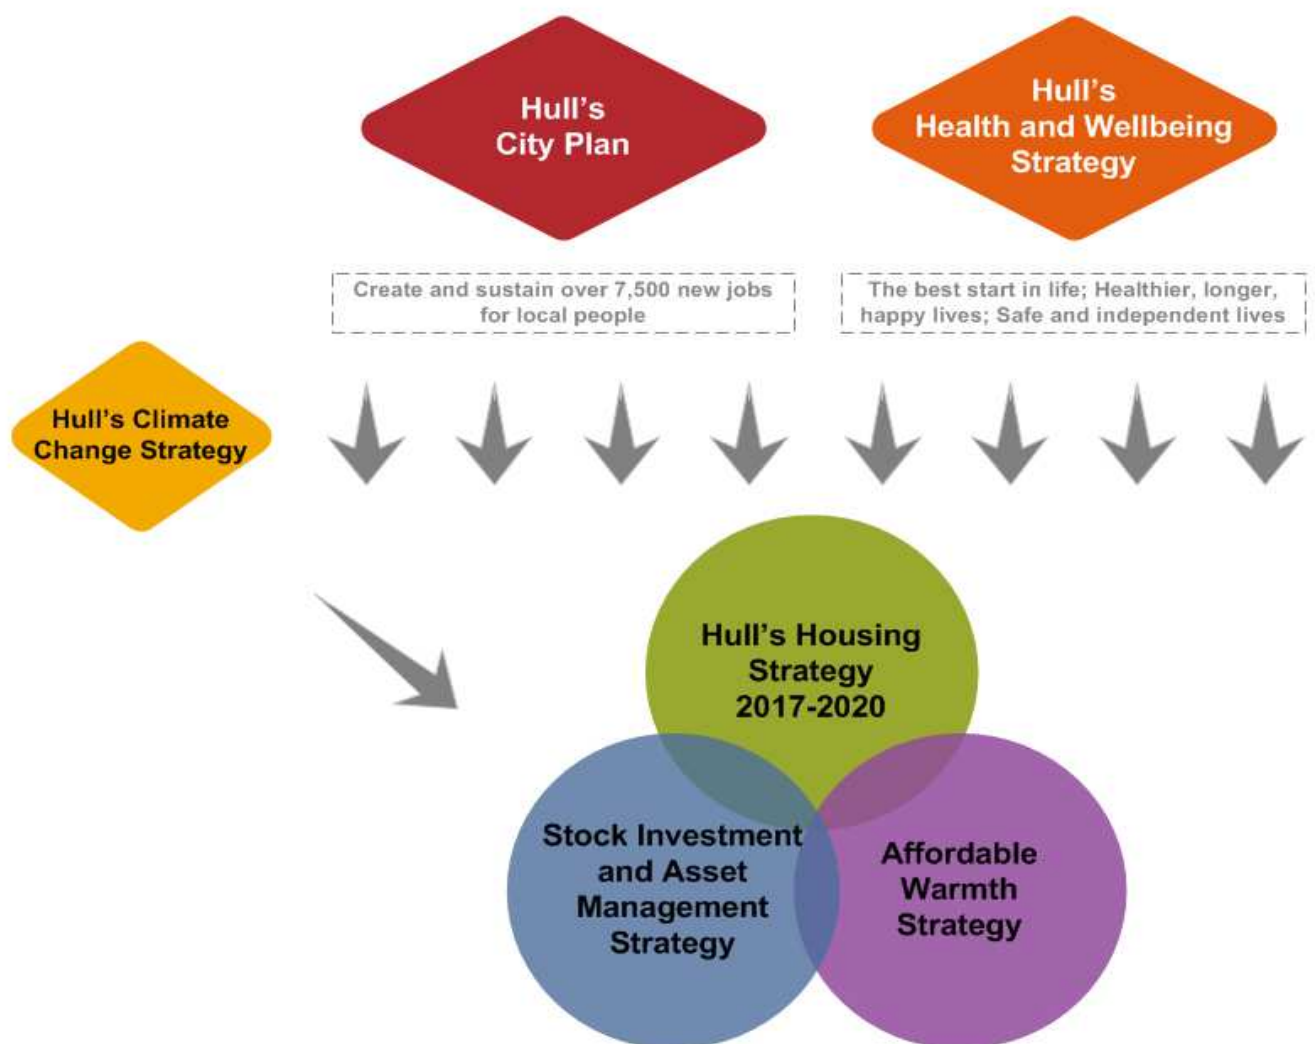 Hull’s
City Plan
Hull’s
Health and Wellbeing
Strategy
Create and sustain over 7,500 new jobs
for local people
The best start in life; Healthier, longer,
happy lives; Safe and independent lives
Hull’s Climate
Change Strategy
Hull’s Housing
Strategy
2017-2020
Stock Investment
and Asset
Management
Strategy
Affordable
Warmth
Strategy